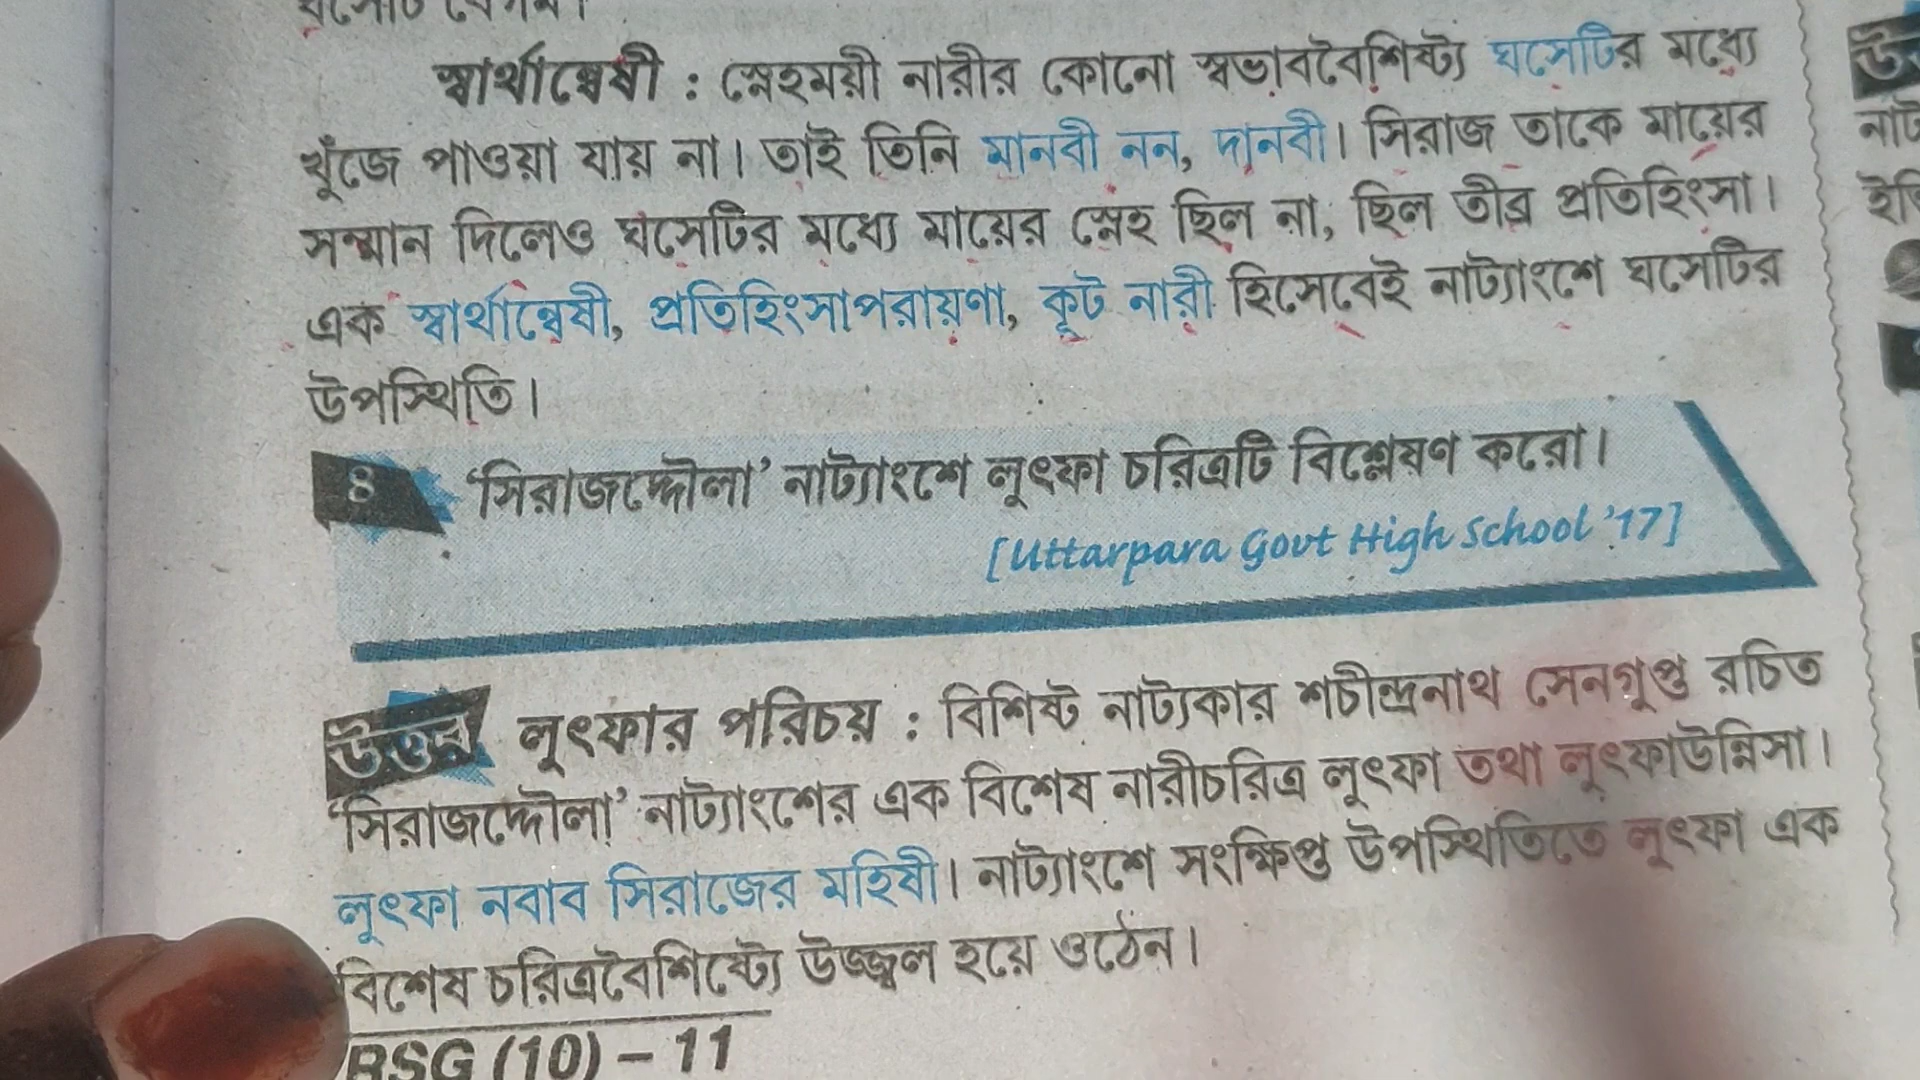 স্বার্থান্বেষী : স্নেহময়ী নারীর কোনো স্বভাববৈশিষ্ট্য ঘসেটির মধ্যে
খুঁজে পাওয়া যায় না। তাই তিনি মানবী নন, দানবী। সিরাজ তাকে মায়ের
সম্মান দিলেও ঘসেটির মধ্যে মায়ের স্নেহ ছিল না, ছিল তীব্র প্রতিহিংসা।
এক স্বার্থান্বেষী, প্রতিহিংসাপরায়ণা, কূট নারী হিসেবেই নাট্যাংশে ঘসেটির
উপস্থিতি।
8 ‘সিরাজদ্দৌলা’ নাট্যাংশে লুৎফা চরিত্রটি বিশ্লেষণ করো।
[Uttarpara Govt High School '17]
উত্তর লুৎফার পরিচয় : বিশিষ্ট নাট্যকার শচীন্দ্রনাথ সেনগুপ্ত রচিত
‘সিরাজদ্দৌলা’ নাট্যাংশের এক বিশেষ নারীচরিত্র লুৎফা তথা লুৎফাউন্নিসা।
লুৎফা নবাব সিরাজের মহিষী। নাট্যাংশে সংক্ষিপ্ত উপস্থিতিতে লুৎফা এক
বিশেষ চরিত্রবৈশিষ্ট্যে উজ্জ্বল হয়ে ওঠেন।
BSG (10) – 11